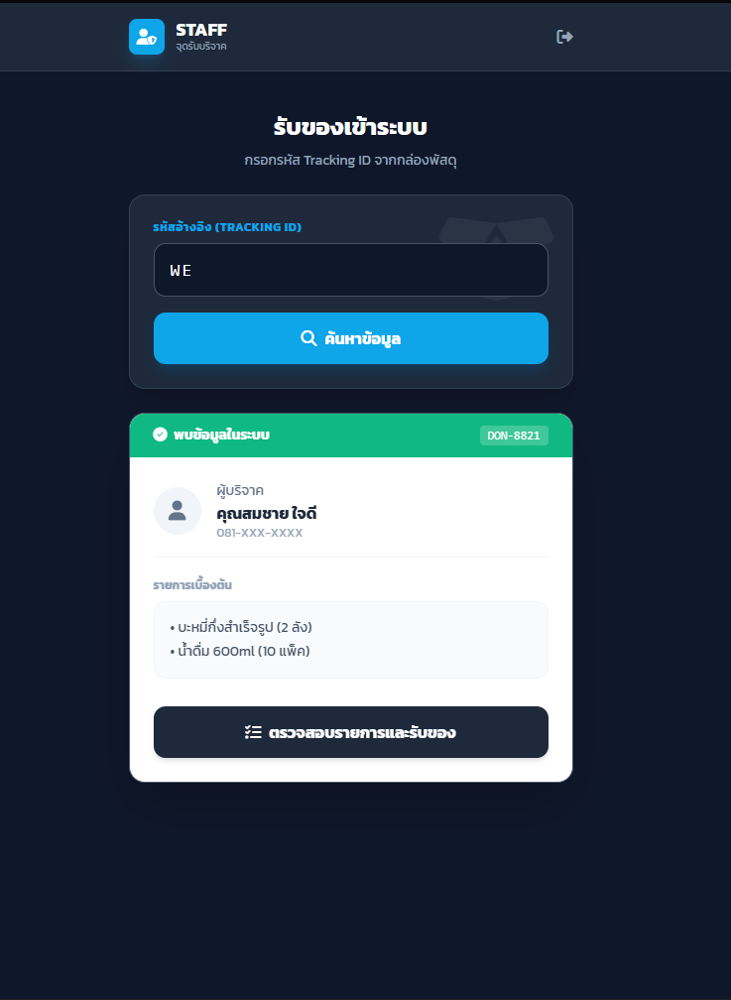 STAFF
จุดรับบริจาค
รับของเข้าระบบ
กรอกรหัส Tracking ID จากกล่องพัสดุ
รหัสอ้างอิง (TRACKING ID)
WE
ค้นหาข้อมูล
พบข้อมูลในระบบ
DON-8821
ผู้บริจาค
คุณสมชาย ใจดี
081-XXX-XXXX
รายการเบื้องต้น
• บะหมี่กึ่งสำเร็จรูป (2 ลัง)
• น้ำดื่ม 600ml (10 แพ็ค)
ตรวจสอบรายการและรับของ